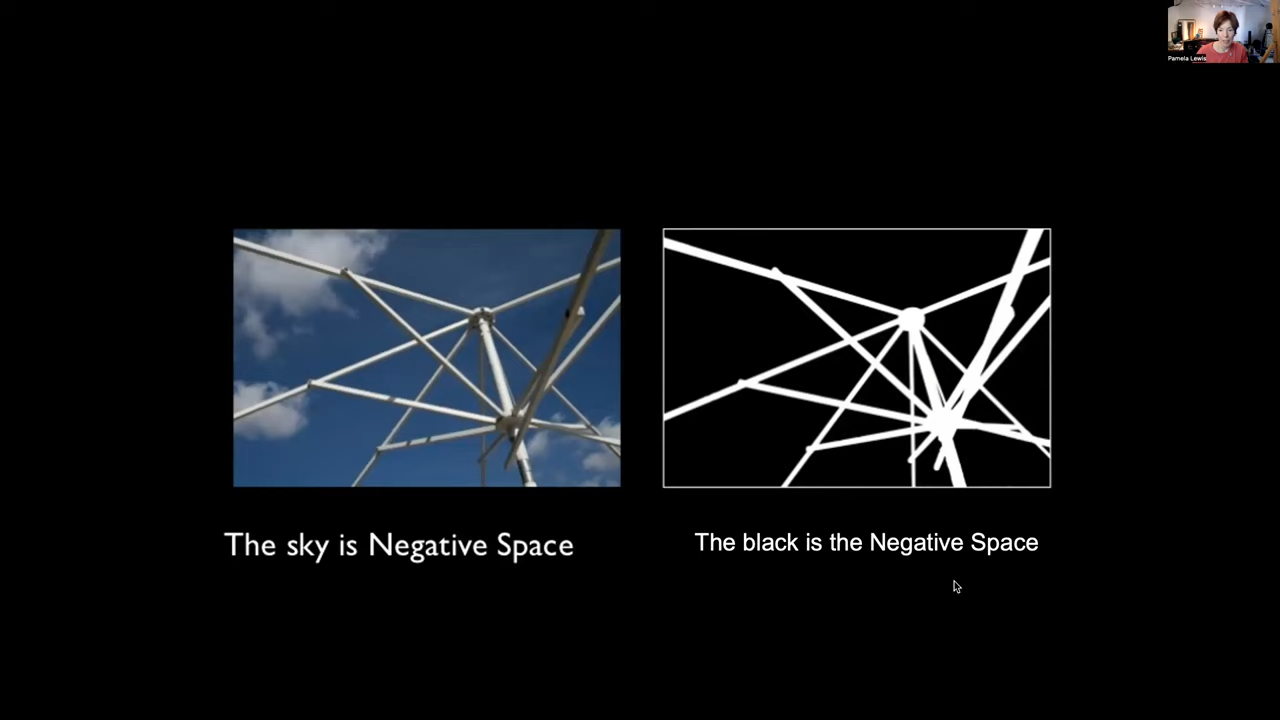 Pamela Lewis
The sky is Negative Space
The black is the Negative Space